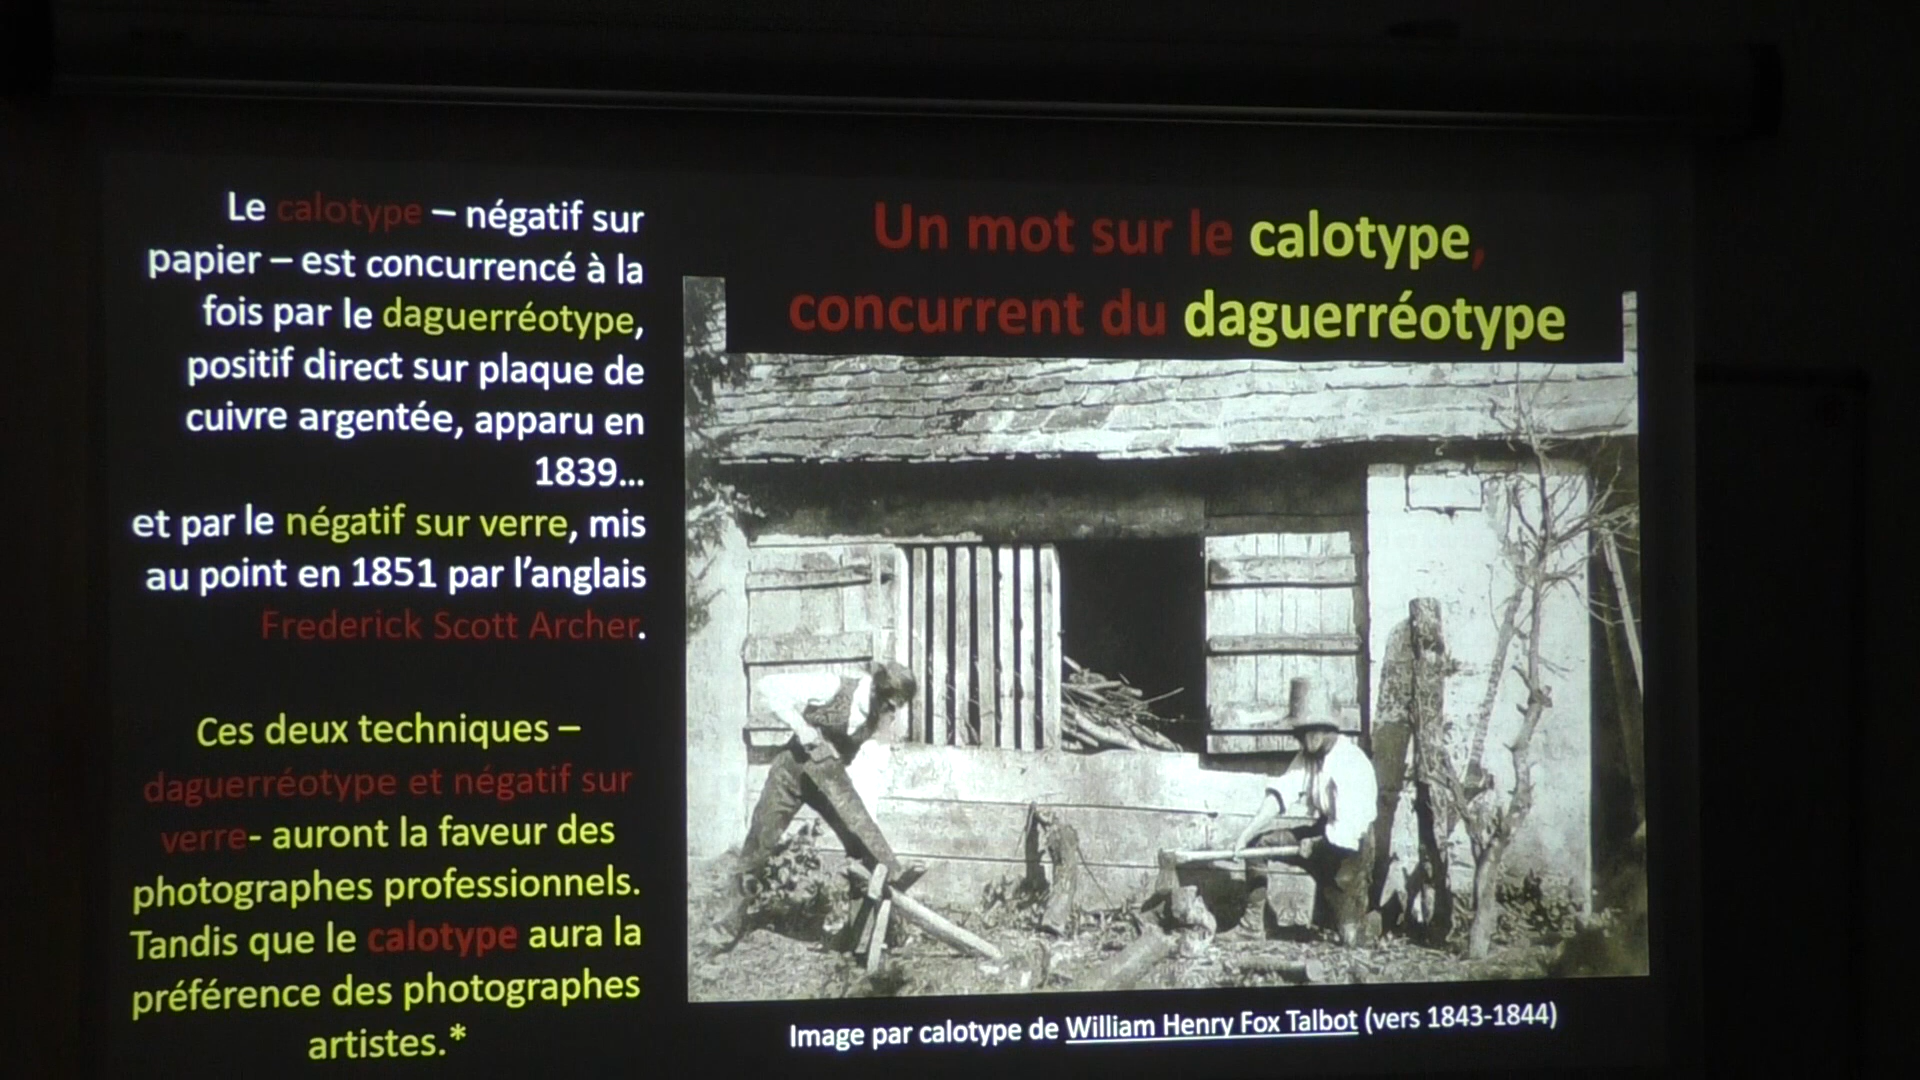 Un mot sur le calotype,
concurrent du daguerréotype
Le calotype – négatif sur
papier – est concurrencé à la
fois par le daguerréotype,
positif direct sur plaque de
cuivre argentée, apparu en
1839...
et par le négatif sur verre, mis
au point en 1851 par l’anglais
Frederick Scott Archer.
Ces deux techniques –
daguerréotype et négatif sur
verre- auront la faveur des
photographes professionnels.
Tandis que le calotype aura la
préférence des photographes
artistes.*
Image par calotype de William Henry Fox Talbot (vers 1843-1844)